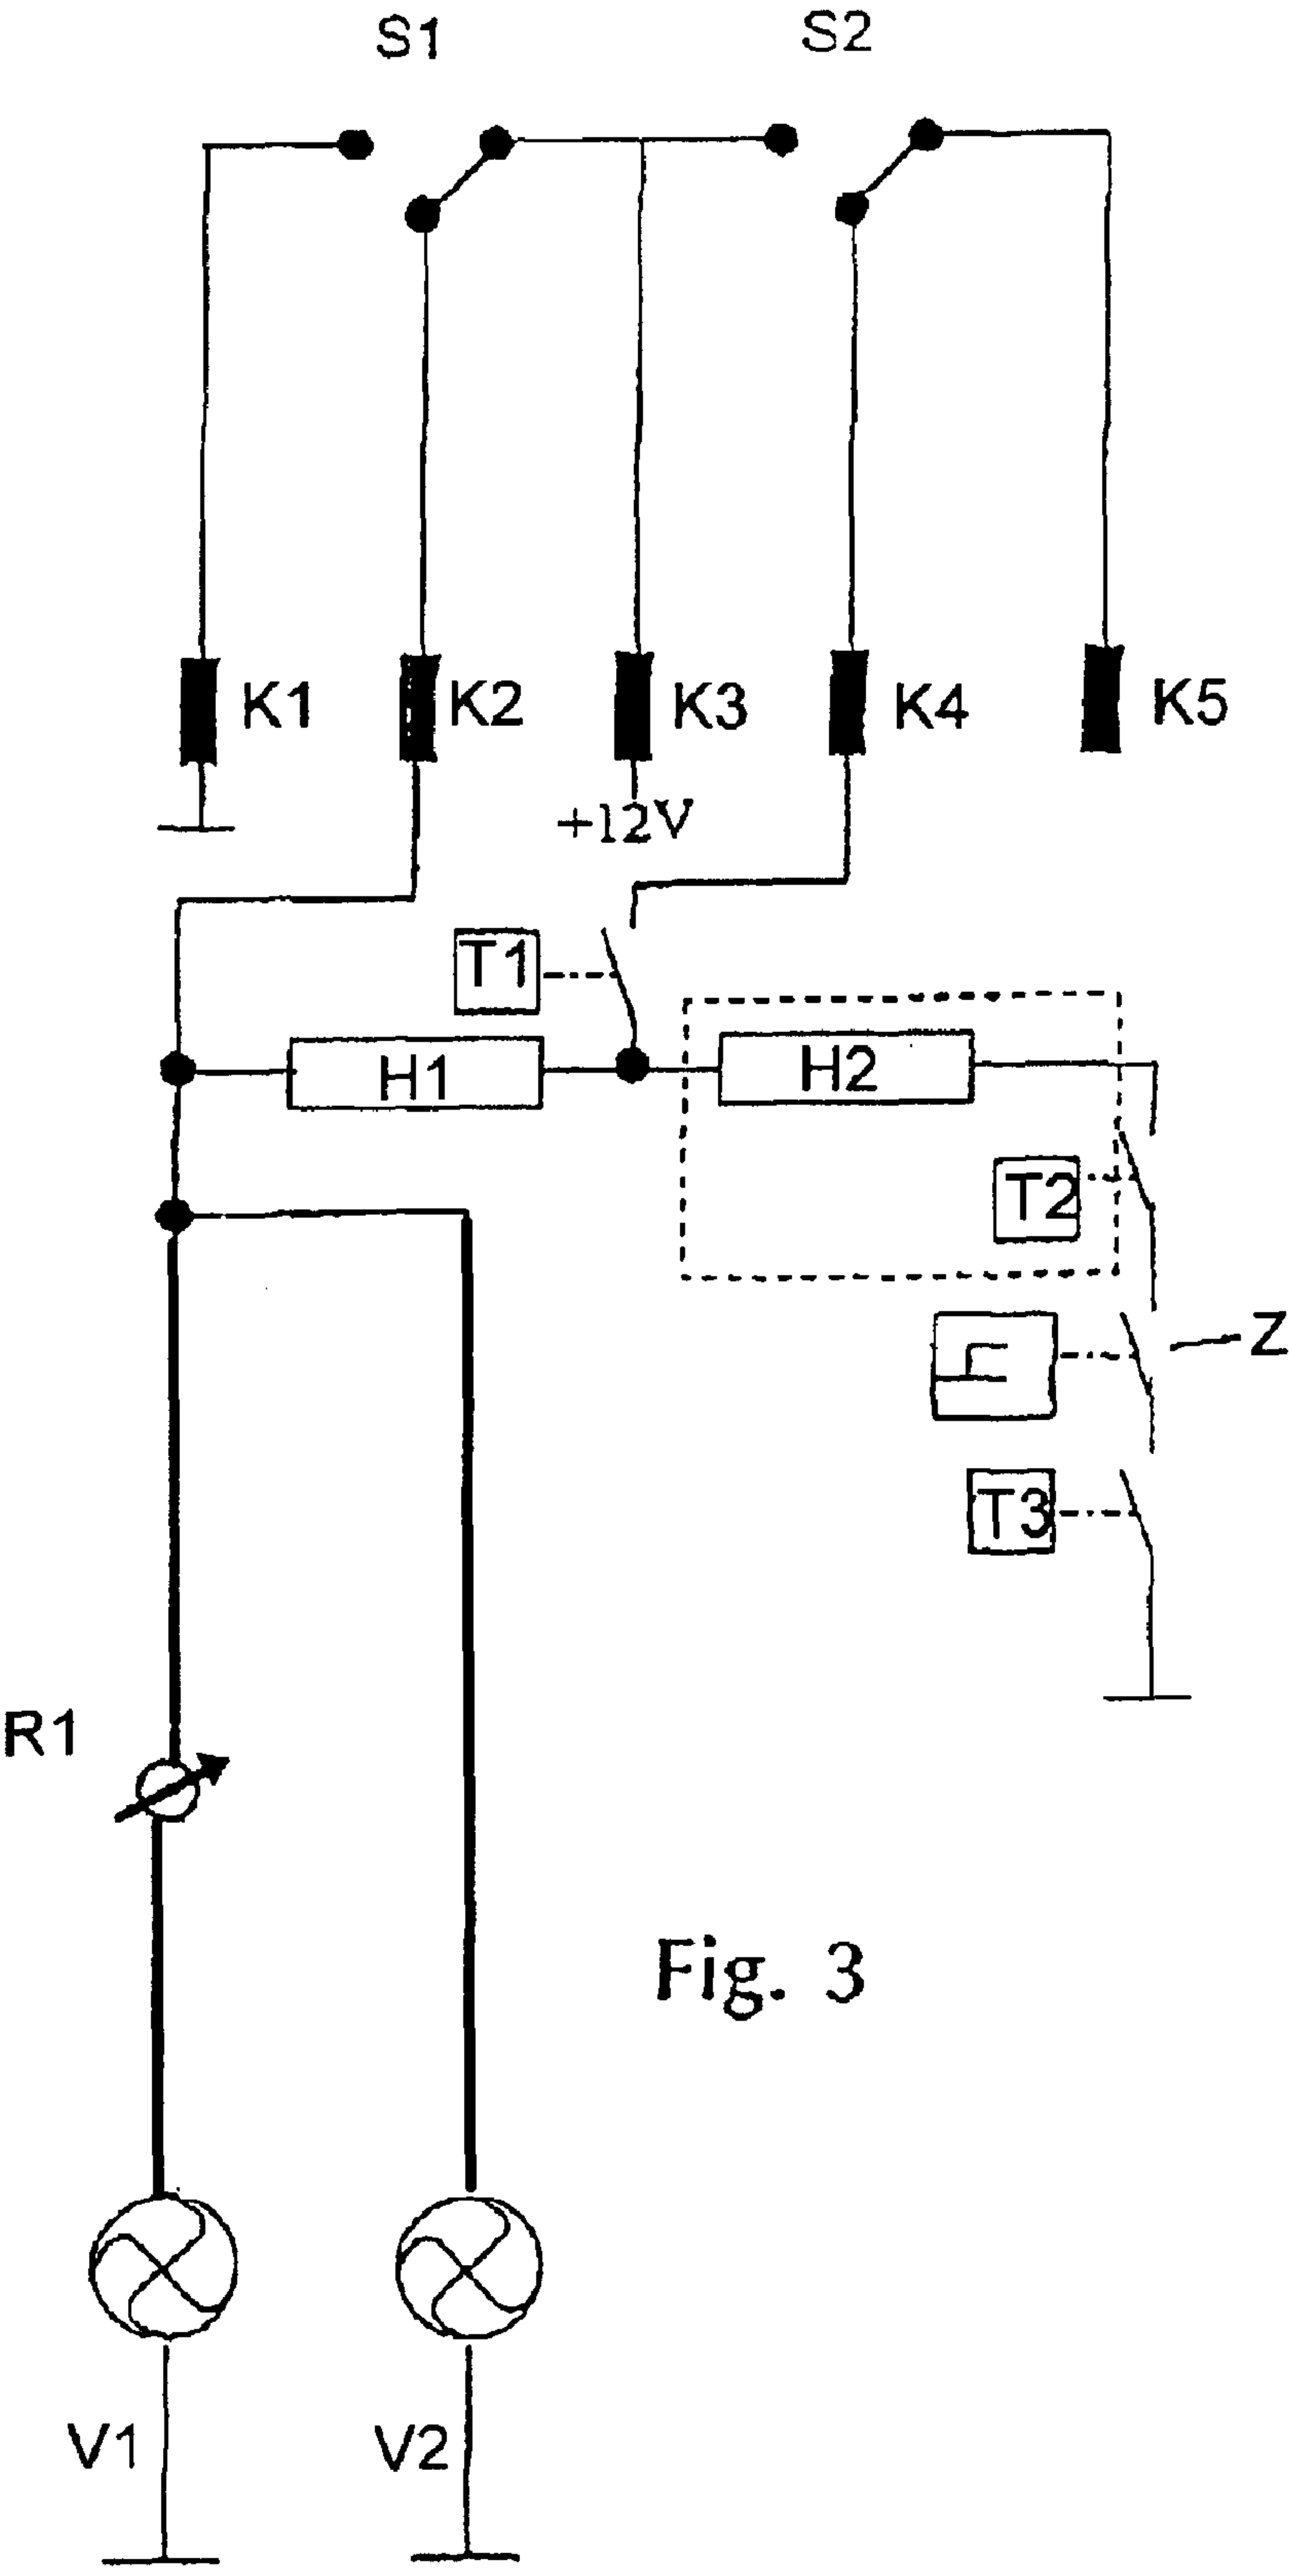 S1 S2
K1 K2 K3 K4 K5
+12V
T1
H1 H2
T2
Z
T3
R1
Fig. 3
V1 V2